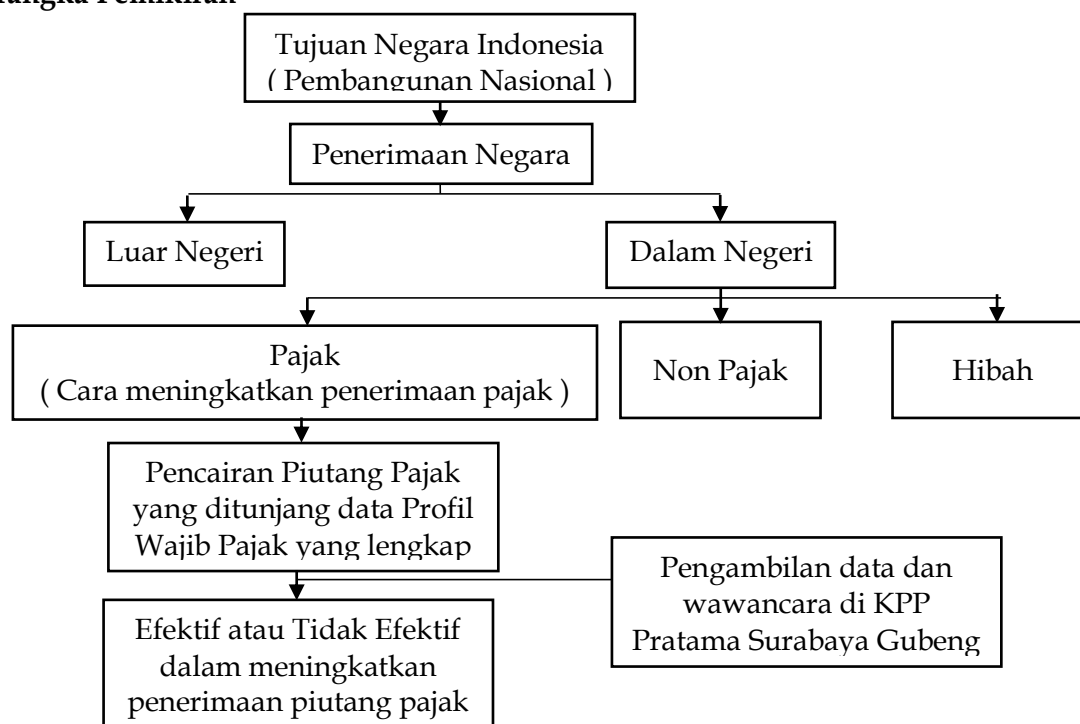 Pemikiran
Tujuan Negara Indonesia
( Pembangunan Nasional )
Penerimaan Negara
Luar Negeri
Dalam Negeri
Pajak
( Cara meningkatkan penerimaan pajak )
Non Pajak
Hibah
Pencairan Piutang Pajak
yang ditunjang data Profil
Wajib Pajak yang lengkap
Pengambilan data dan
wawancara di KPP
Pratama Surabaya Gubeng
Efektif atau Tidak Efektif
dalam meningkatkan
penerimaan piutang pajak